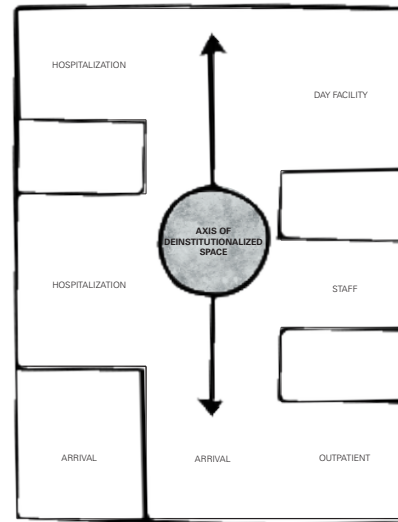 HOSPITALIZATION
DAY FACILITY
AXIS OF
DEINSTITUTIONALIZED
SPACE
HOSPITALIZATION
STAFF
ARRIVAL
ARRIVAL
OUTPATIENT